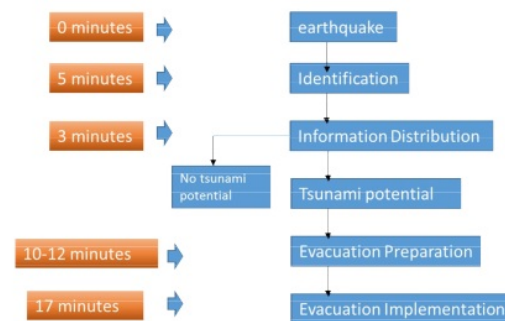 0 minutes
earthquake
5 minutes
Identification
3 minutes
Information Distribution
No tsunami
potential
Tsunami potential
10-12 minutes
Evacuation Preparation
17 minutes
Evacuation Implementation